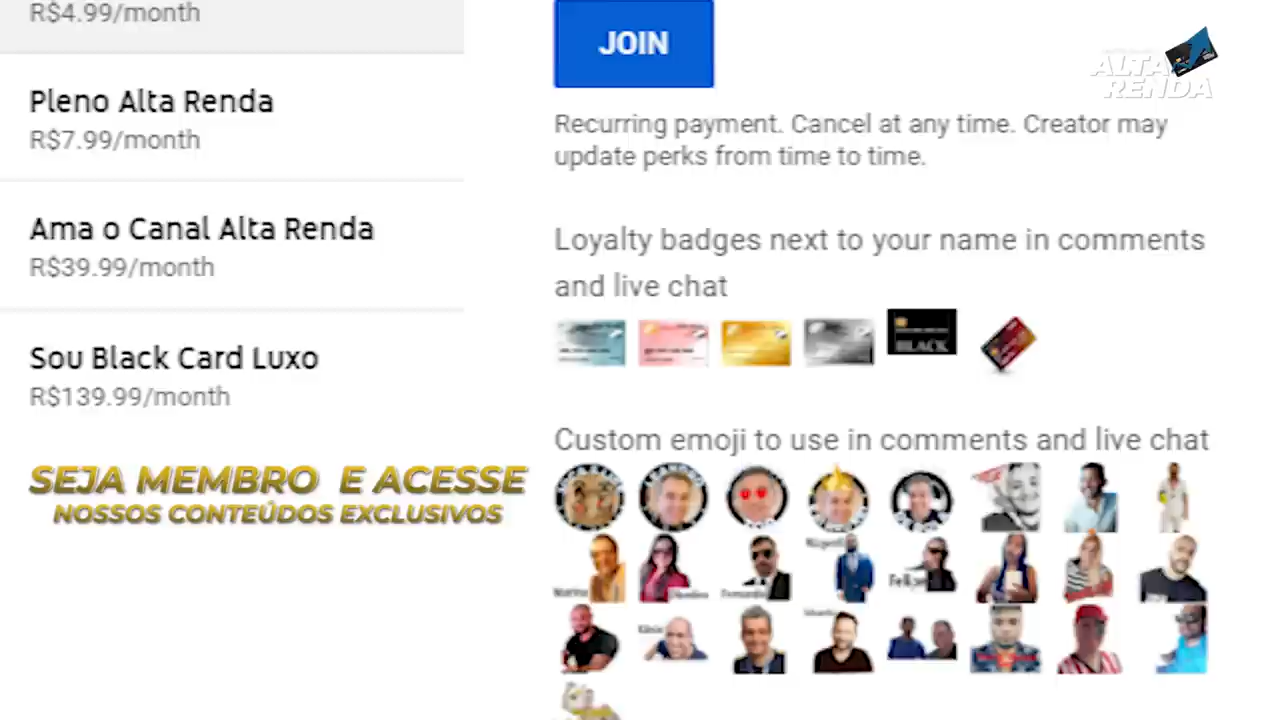 R$4.99/month
Pleno Alta Renda
R$7.99/month
Ama o Canal Alta Renda
R$39.99/month
Sou Black Card Luxo
R$139.99/month
SEJA MEMBRO E ACESSE
NOSSOS CONTEÚDOS EXCLUSIVOS
JOIN
Recurring payment. Cancel at any time. Creator may
update perks from time to time.
Loyalty badges next to your name in comments
and live chat
BLACK
Custom emoji to use in comments and live chat
ALTA
RENDA